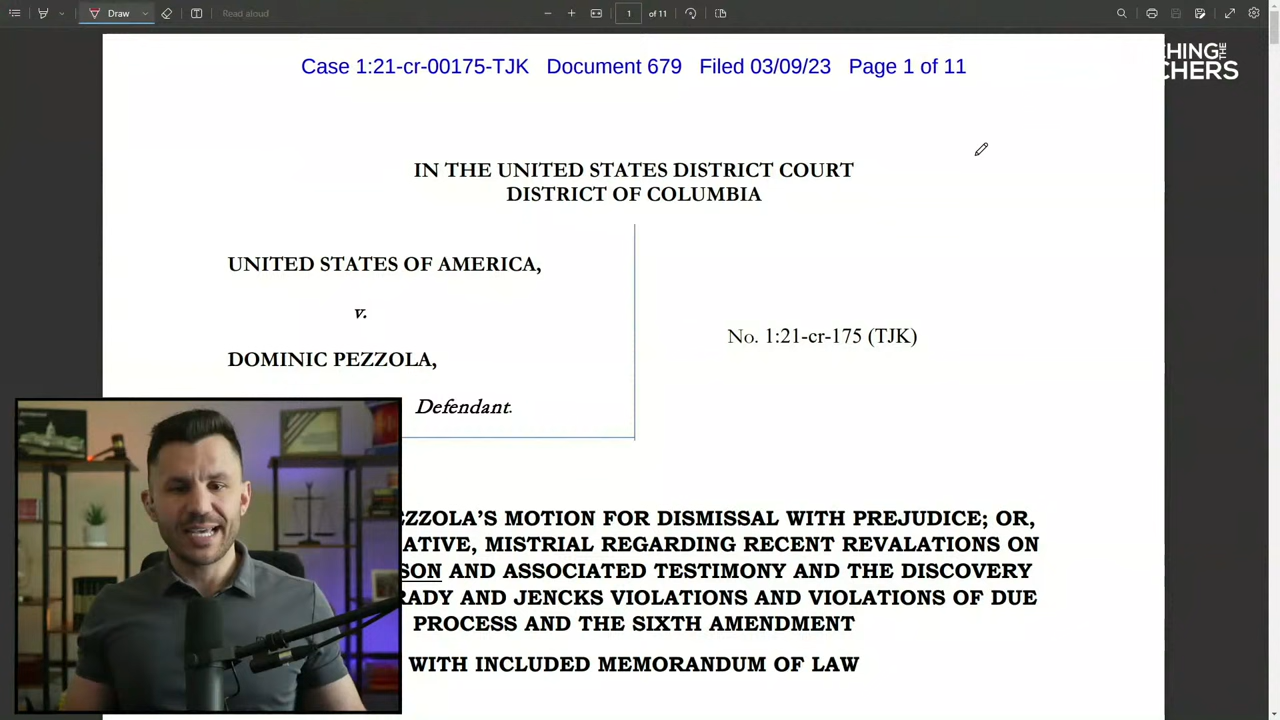 Draw
Read aloud
1 of 11
HING THE
CHERS
Case 1:21-cr-00175-TJK Document 679 Filed 03/09/23 Page 1 of 11
IN THE UNITED STATES DISTRICT COURT
DISTRICT OF COLUMBIA
UNITED STATES OF AMERICA,
v.
DOMINIC PEZZOLA,
Defendant.
No. 1:21-cr-175 (TJK)
ZZOLA'S MOTION FOR DISMISSAL WITH PREJUDICE; OR,
ATIVE, MISTRIAL REGARDING RECENT REVALATIONS ON
SON AND ASSOCIATED TESTIMONY AND THE DISCOVERY
RADY AND JENCKS VIOLATIONS AND VIOLATIONS OF DUE
PROCESS AND THE SIXTH AMENDMENT
WITH INCLUDED MEMORANDUM OF LAW